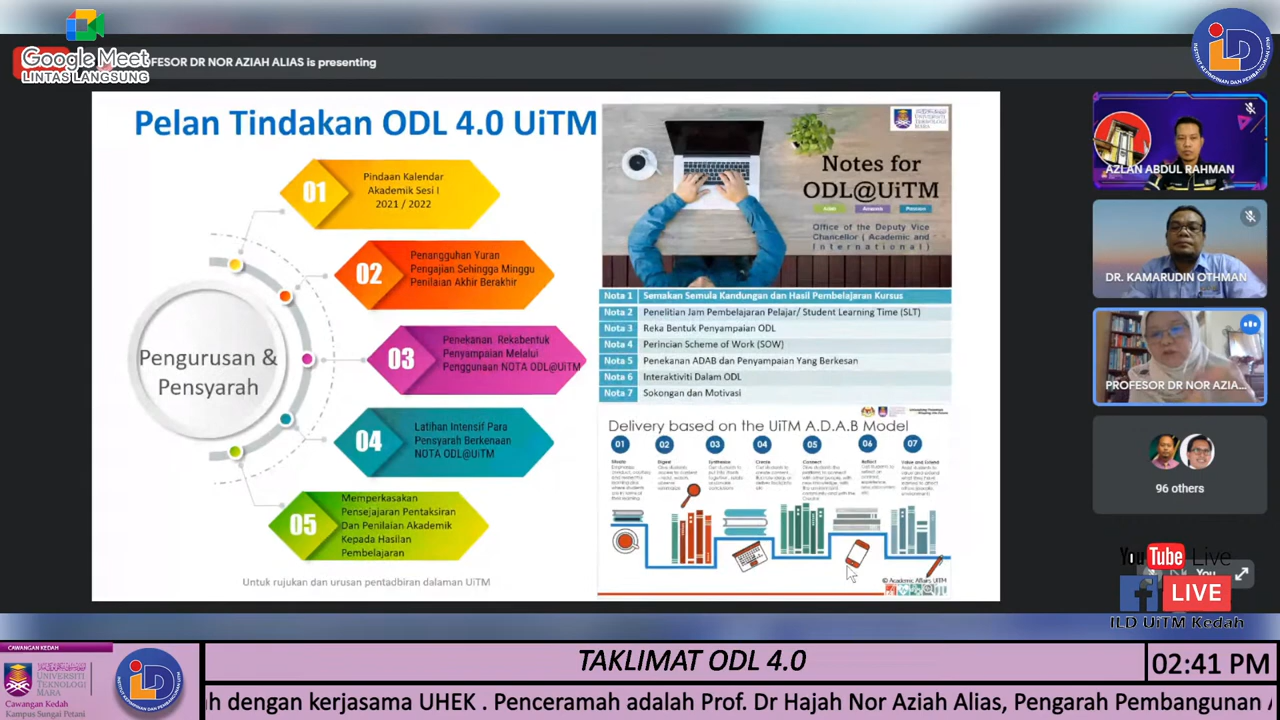 Google Meet
LINTAS LANGSUNG
FESOR DR NOR AZIAH ALIAS is presenting
Pelan Tindakan ODL 4.0 UiTM
01
Pindaan Kalendar
Akademik Sesi I
2021 / 2022
02
Penangguhan Yuran
Pengajian Sehingga Minggu
Penilaian Akhir Berakhir
Pengurusan &
Pensyarah
03
Penekanan Rekabentuk
Penyampaian Melalui
Penggunaan NOTA ODL@UiTM
04
Latihan Intensif Para
Pensyarah Berkenaan
NOTA ODL@UiTM
05
Memperkasakan
Pensejajaran Pentaksiran
Dan Penilaian Akademik
Kepada Hasilan
Pembelajaran
Untuk rujukan dan urusan pentadbiran dalaman UiTM
UNIVERSITI
TEKNOLOGI
MARA
Notes for
ODL@UiTM
Office of the Deputy Vice
Chancellor ( Academic and
International )
Nota 1 Semakan Semula Kandungan dan Hasil Pembelajaran Kursus
Nota 2 Penelitian Jam Pembelajaran Pelajar/ Student Learning Time (SLT)
Nota 3 Reka Bentuk Penyampaian ODL
Nota 4 Perincian Scheme of Work (SOW)
Nota 5 Penekanan ADAB dan Penyampaian Yang Berkesan
Nota 6 Interaktiviti Dalam ODL
Nota 7 Sokongan dan Motivasi
Delivery based on the UiTM A.D.A.B Model
01 02 03 04 05 06 07
© Academic Affairs UiTM
AZLAN ABDUL RAHMAN
DR. KAMARUDIN OTHMAN
PROFESOR DR NOR AZIA...
96 others
You
YouTube Live
LIVE
ILD UiTM Kedah
CAWANGAN KEDAH
UNIVERSITI
TEKNOLOGI
MARA
Cawangan Kedah
Kampus Sungai Petani
TAKLIMAT ODL 4.0
02:41 PM
h dengan kerjasama UHEK . Penceramah adalah Prof. Dr Hajah Nor Aziah Alias, Pengarah Pembangunan